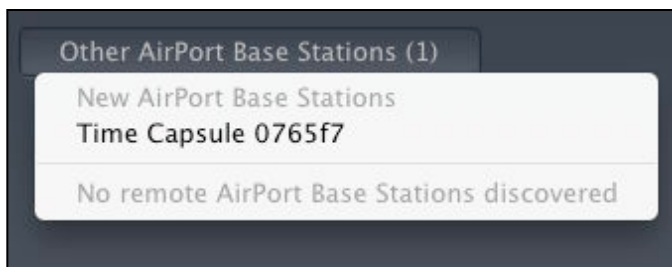 Other AirPort Base Stations (1)
New AirPort Base Stations
Time Capsule 0765f7
No remote AirPort Base Stations discovered